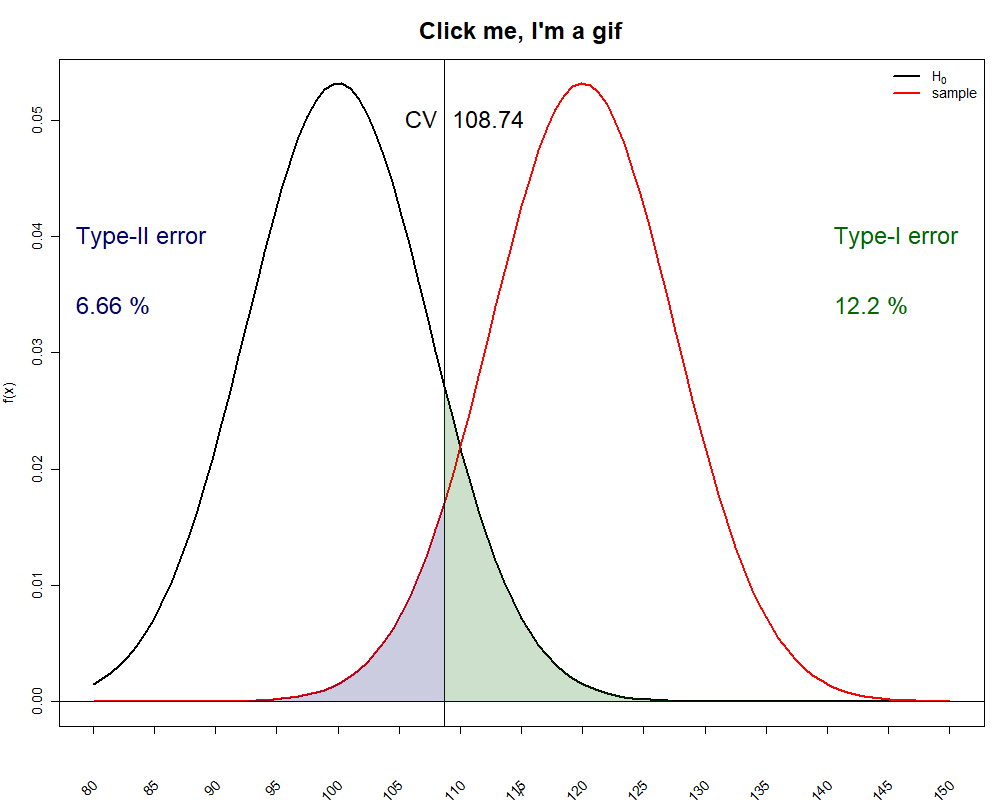 Click me, I'm a gif
H0
sample
CV 108.74
Type-II error
6.66 %
Type-I error
12.2 %
f(x)
0.05
0.04
0.03
0.02
0.01
0.00
80 85 90 95 100 105 110 115 120 125 130 135 140 145 150